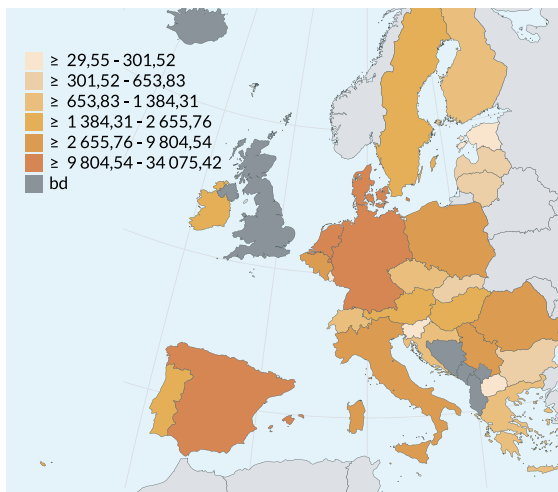 ≥ 29,55 - 301,52
≥ 301,52 - 653,83
≥ 653,83 - 1 384,31
≥ 1 384,31 - 2 655,76
≥ 2 655,76 - 9 804,54
≥ 9 804,54 - 34 075,42
bd